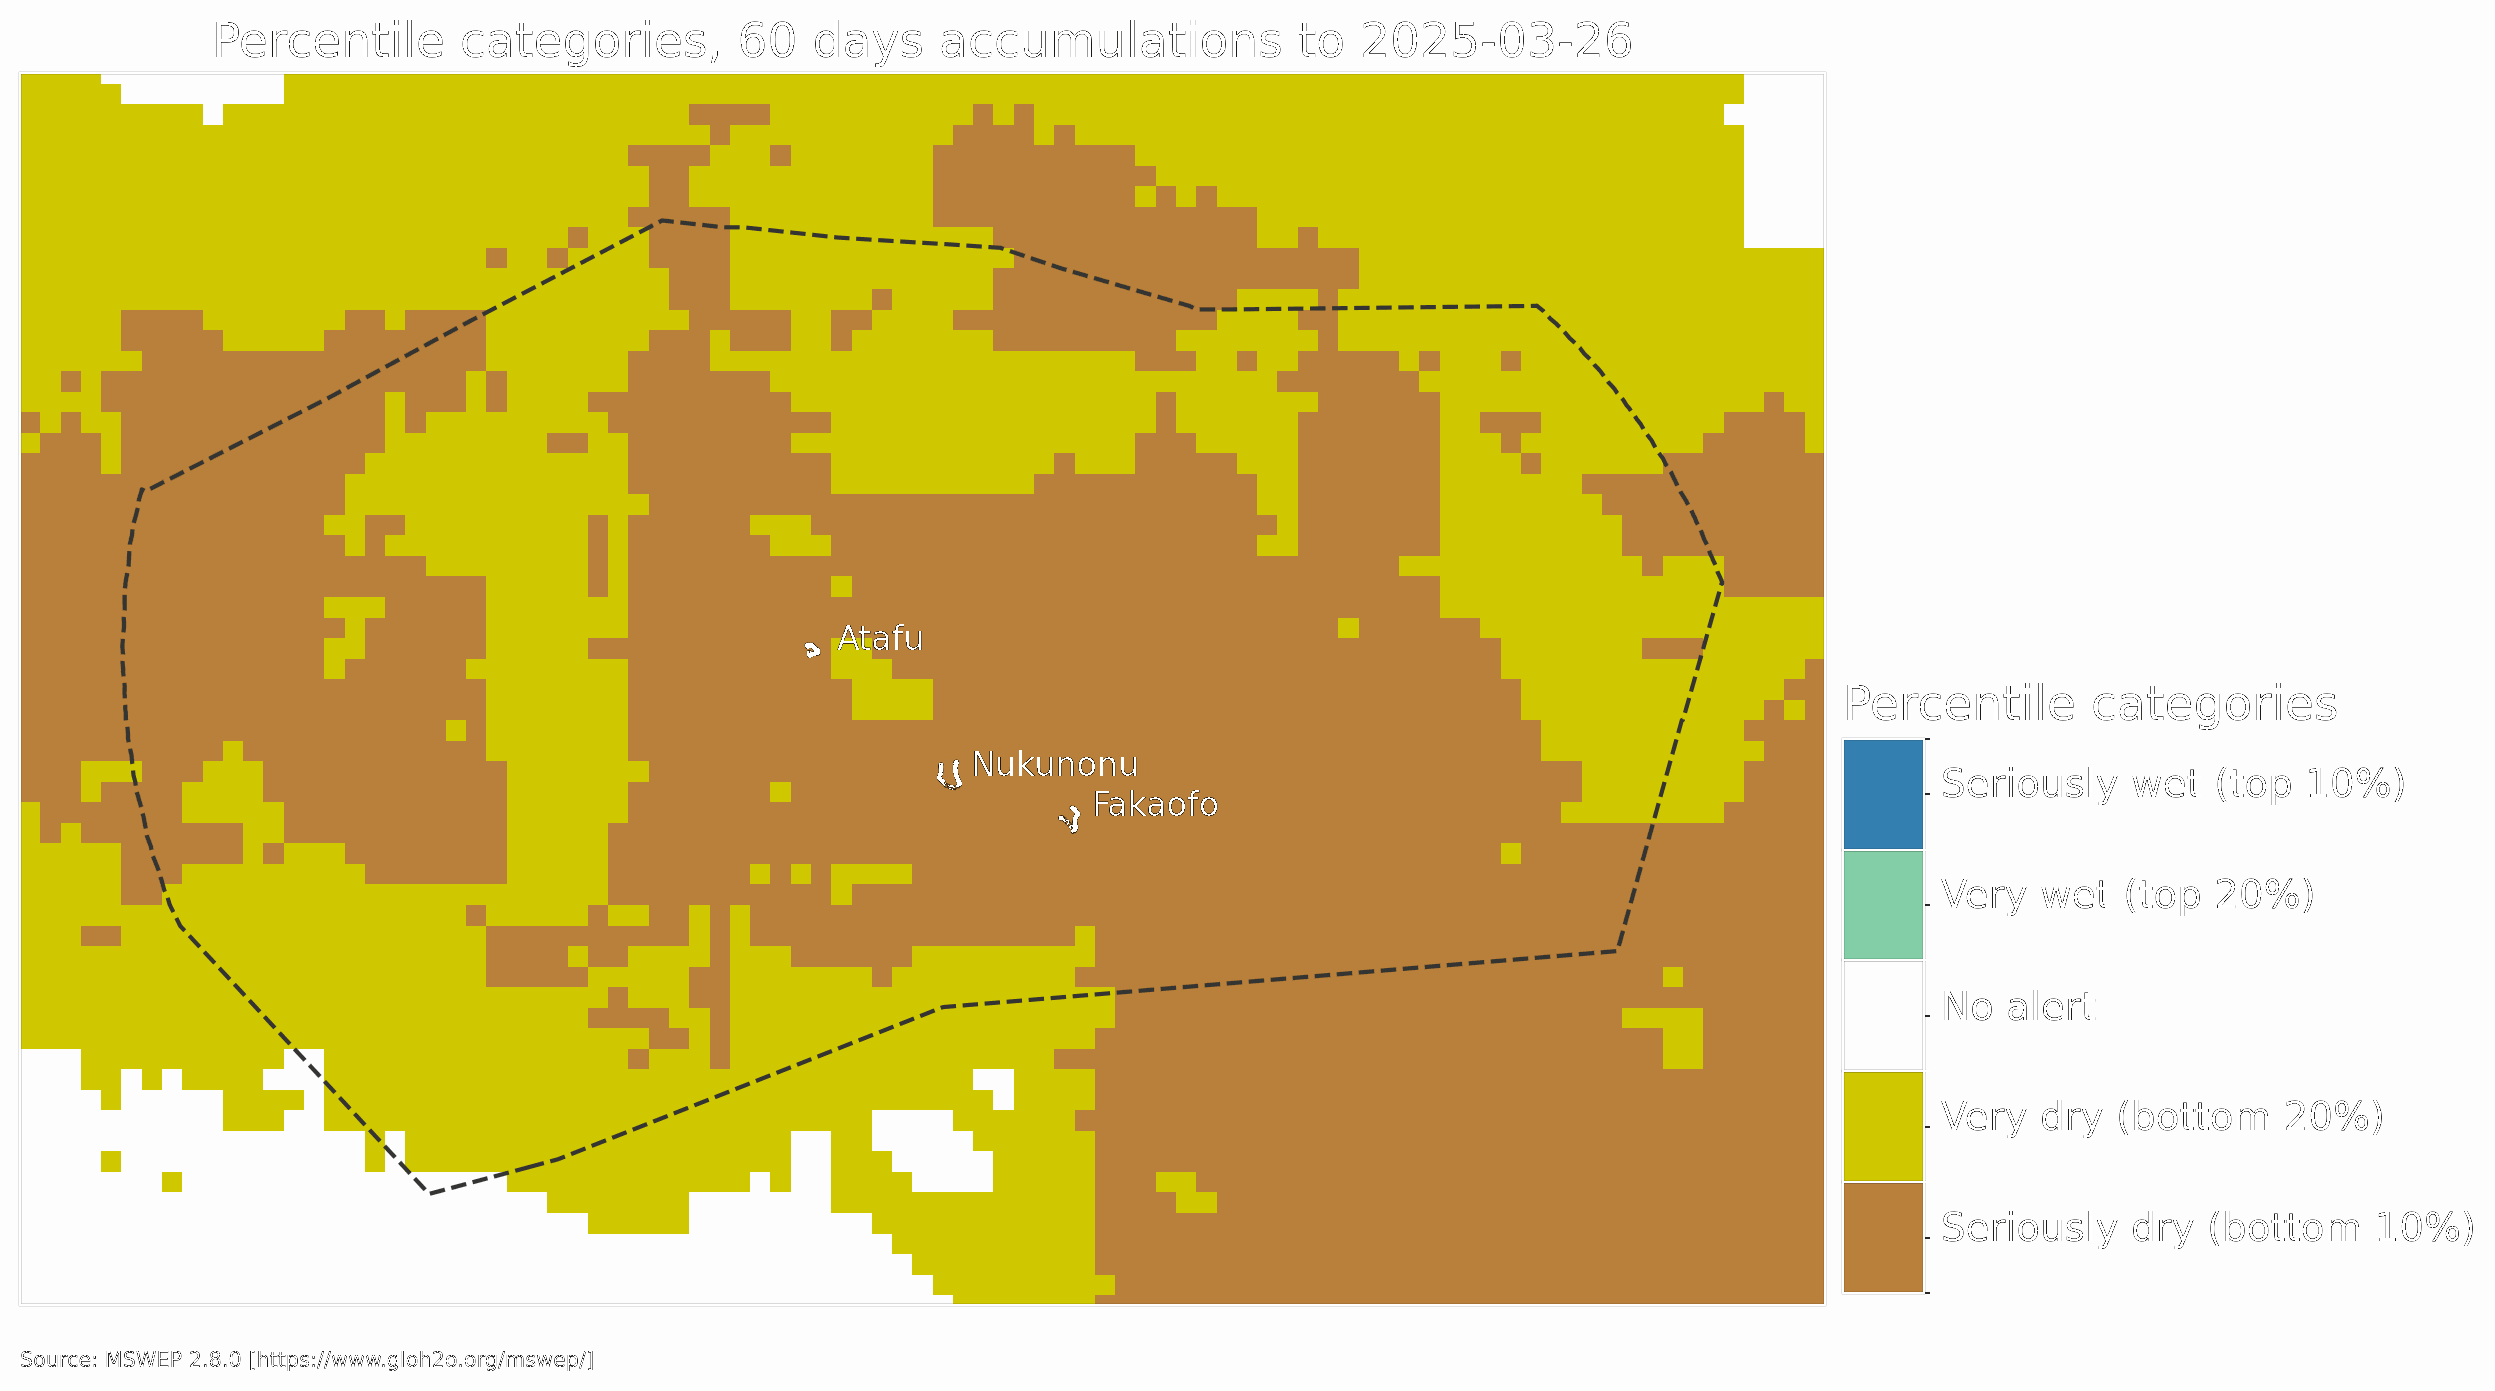 Percentile categories, 60 days accumulations to 2025-03-26
Atafu
Nukunonu
Fakaofo
Percentile categories
Seriously wet (top 10%)
Very wet (top 20%)
No alert
Very dry (bottom 20%)
Seriously dry (bottom 10%)
Source: MSWEP 2.8.0 [https://www.gloh2o.org/mswep/]